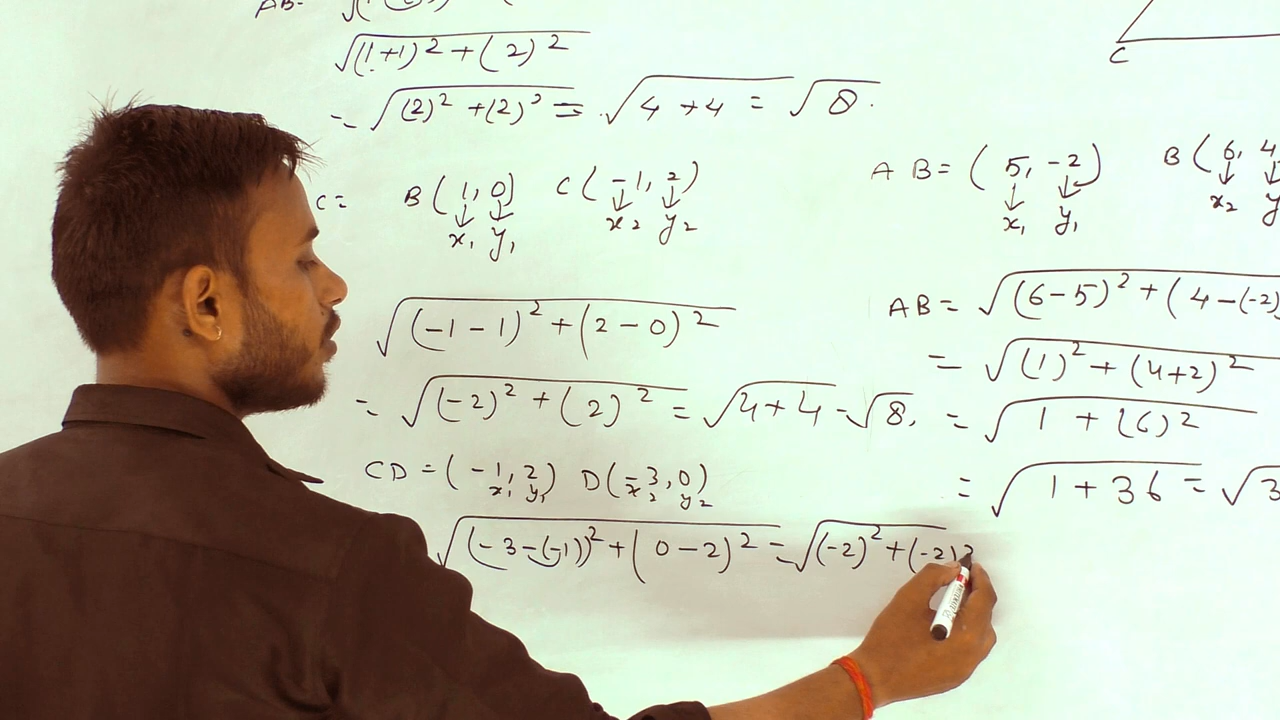 AB=
√(1+1)² + (2)²
= √(2)² + (2)² = √4 + 4 = √8.
C= B(1, 0) C(-1, 2)
x₁ y₁ x₂ y₂
√(-1-1)² + (2-0)²
= √(-2)² + (2)² = √4+4 = √8.
CD = (-1, 2) D(-3, 0)
x₁ y₁ x₂ y₂
√(-3-(-1))² + (0-2)² = √(-2)² + (-2)²
C
AB = (5, -2) B(6, 4
x₁ y₁ x₂ y
AB = √(6-5)² + (4-(-2)
= √(1)² + (4+2)²
= √1 + (6)²
= √1 + 36 = √3